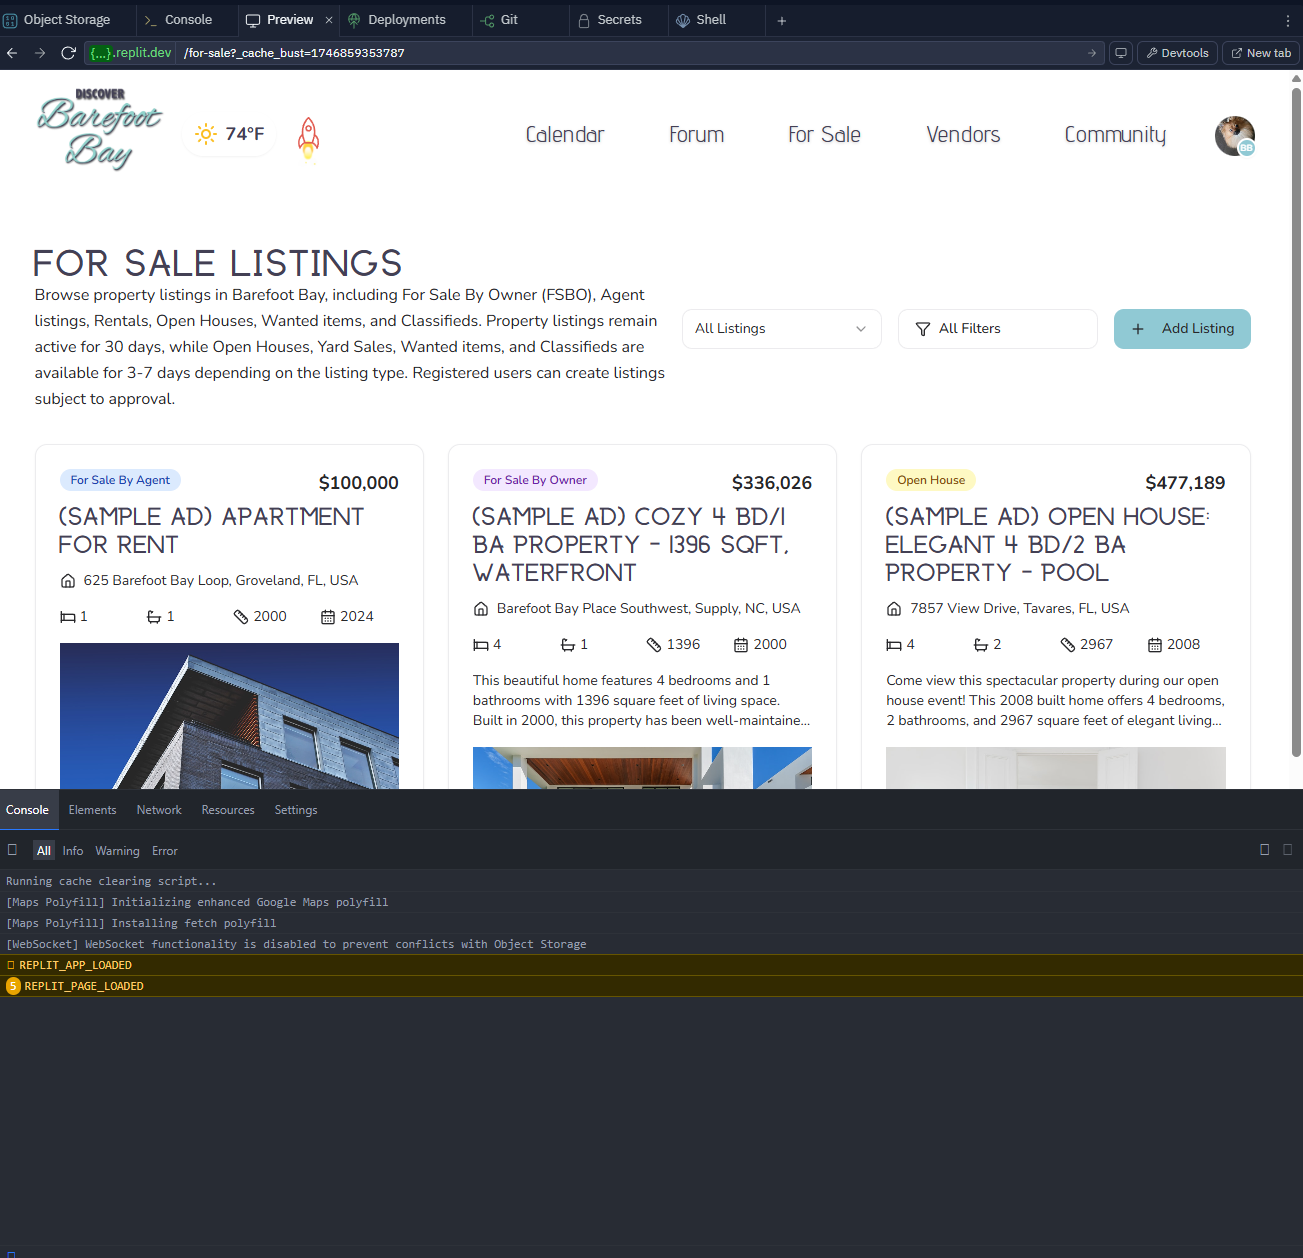 Object Storage
Console
Preview
Deployments
Git
Secrets
Shell
{...}.replit.dev /for-sale?_cache_bust=1746859353787
Devtools
New tab
DISCOVER
Barefoot
Bay
74°F
Calendar
Forum
For Sale
Vendors
Community
BB
FOR SALE LISTINGS
Browse property listings in Barefoot Bay, including For Sale By Owner (FSBO), Agent
listings, Rentals, Open Houses, Wanted items, and Classifieds. Property listings remain
active for 30 days, while Open Houses, Yard Sales, Wanted items, and Classifieds are
available for 3-7 days depending on the listing type. Registered users can create listings
subject to approval.
All Listings
All Filters
Add Listing
For Sale By Agent
$100,000
(SAMPLE AD) APARTMENT
FOR RENT
625 Barefoot Bay Loop, Groveland, FL, USA
1 1 2000 2024
For Sale By Owner
$336,026
(SAMPLE AD) COZY 4 BD/1
BA PROPERTY - 1396 SQFT,
WATERFRONT
Barefoot Bay Place Southwest, Supply, NC, USA
4 1 1396 2000
This beautiful home features 4 bedrooms and 1
bathrooms with 1396 square feet of living space.
Built in 2000, this property has been well-maintaine...
Open House
$477,189
(SAMPLE AD) OPEN HOUSE:
ELEGANT 4 BD/2 BA
PROPERTY - POOL
7857 View Drive, Tavares, FL, USA
4 2 2967 2008
Come view this spectacular property during our open
house event! This 2008 built home offers 4 bedrooms,
2 bathrooms, and 2967 square feet of elegant living...
Console
Elements
Network
Resources
Settings
All
Info
Warning
Error
Running cache clearing script...
[Maps Polyfill] Initializing enhanced Google Maps polyfill
[Maps Polyfill] Installing fetch polyfill
[WebSocket] WebSocket functionality is disabled to prevent conflicts with Object Storage
REPLIT_APP_LOADED
5 REPLIT_PAGE_LOADED